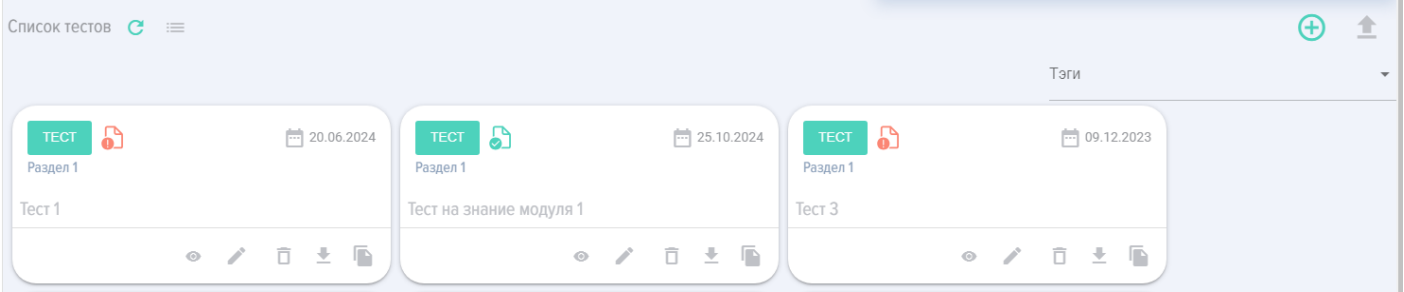 Список тестов
Тэги
ТЕСТ 20.06.2024
Раздел 1
Тест 1
ТЕСТ 25.10.2024
Раздел 1
Тест на знание модуля 1
ТЕСТ 09.12.2023
Раздел 1
Тест 3